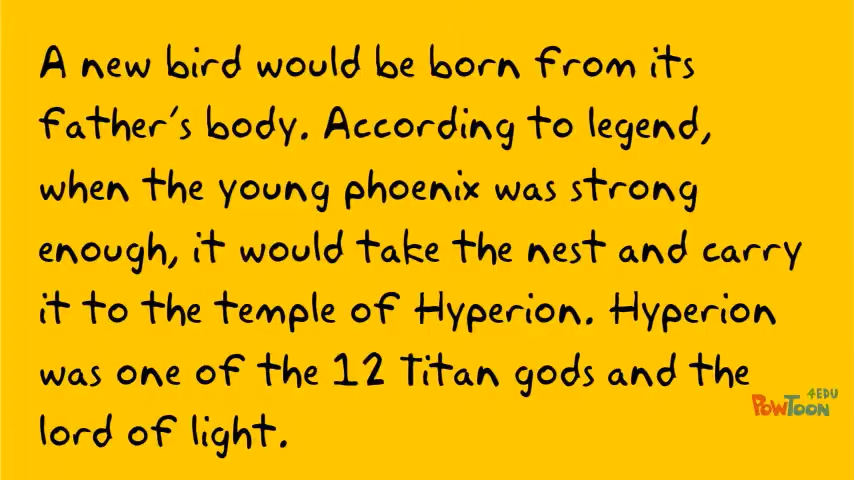 A new bird would be born from its
father's body. According to legend,
when the young phoenix was strong
enough, it would take the nest and carry
it to the temple of Hyperion. Hyperion
was one of the 12 Titan gods and the
lord of light.
4EDU
POWTOON